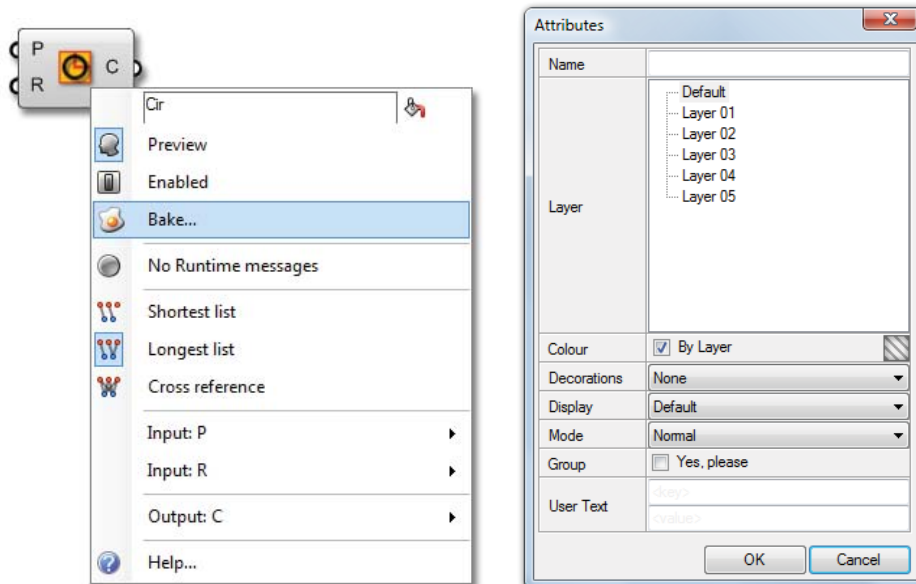 P
R
C
Cir
Preview
Enabled
Bake...
No Runtime messages
Shortest list
Longest list
Cross reference
Input: P
Input: R
Output: C
Help...
Attributes
Name
Layer
Default
Layer 01
Layer 02
Layer 03
Layer 04
Layer 05
Colour By Layer
Decorations None
Display Default
Mode Normal
Group Yes, please
User Text
<key>
<value>
OK Cancel